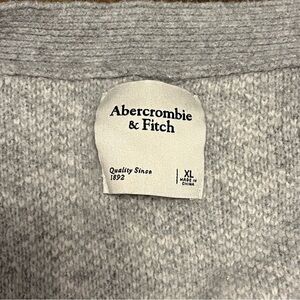 Abercrombie
& Fitch
Quality Since
1892
XL
MADE IN
CHINA